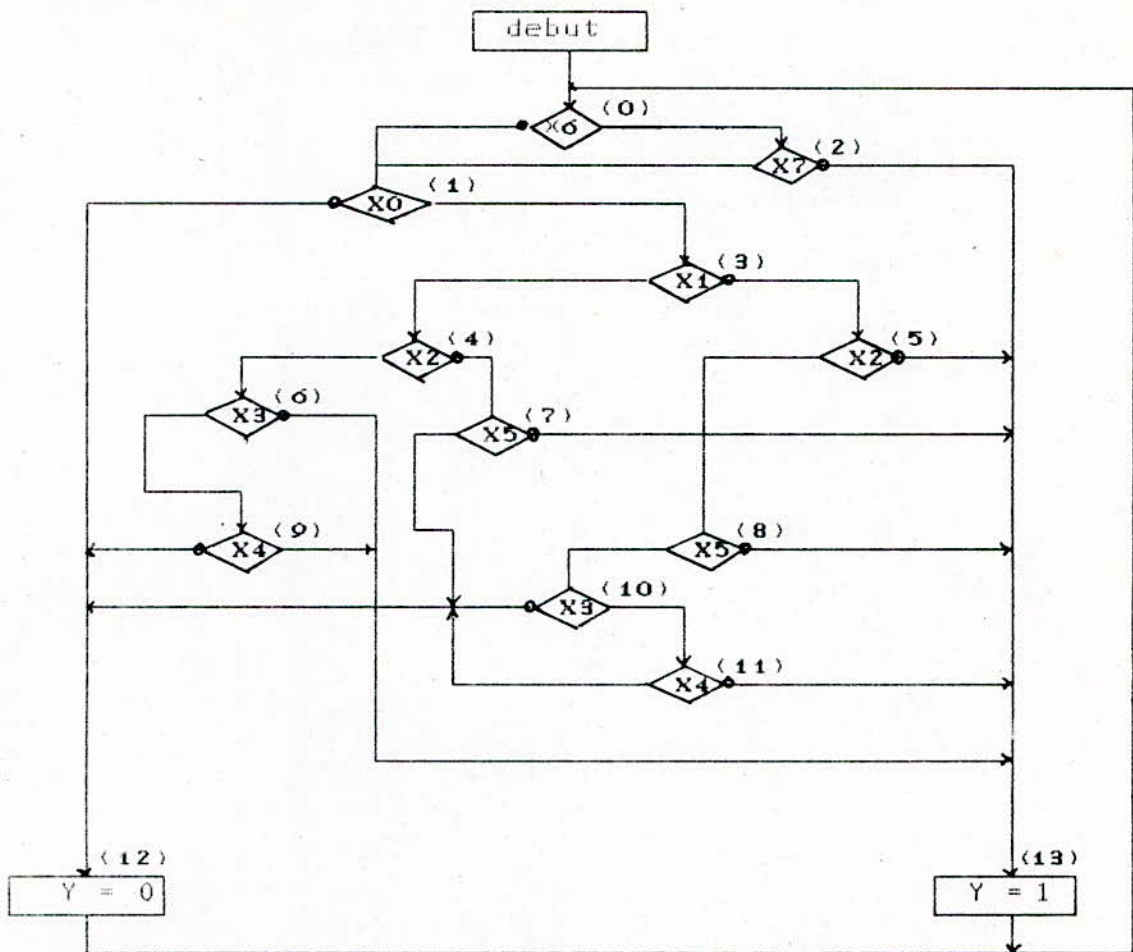 debut
(0)
X6
(2)
X7
(1)
X0
(3)
X1
(4)
X2
(5)
X2
(6)
X3
(7)
X5
(9)
X4
(8)
X5
(10)
X3
(11)
X4
(12)
Y = 0
(13)
Y = 1